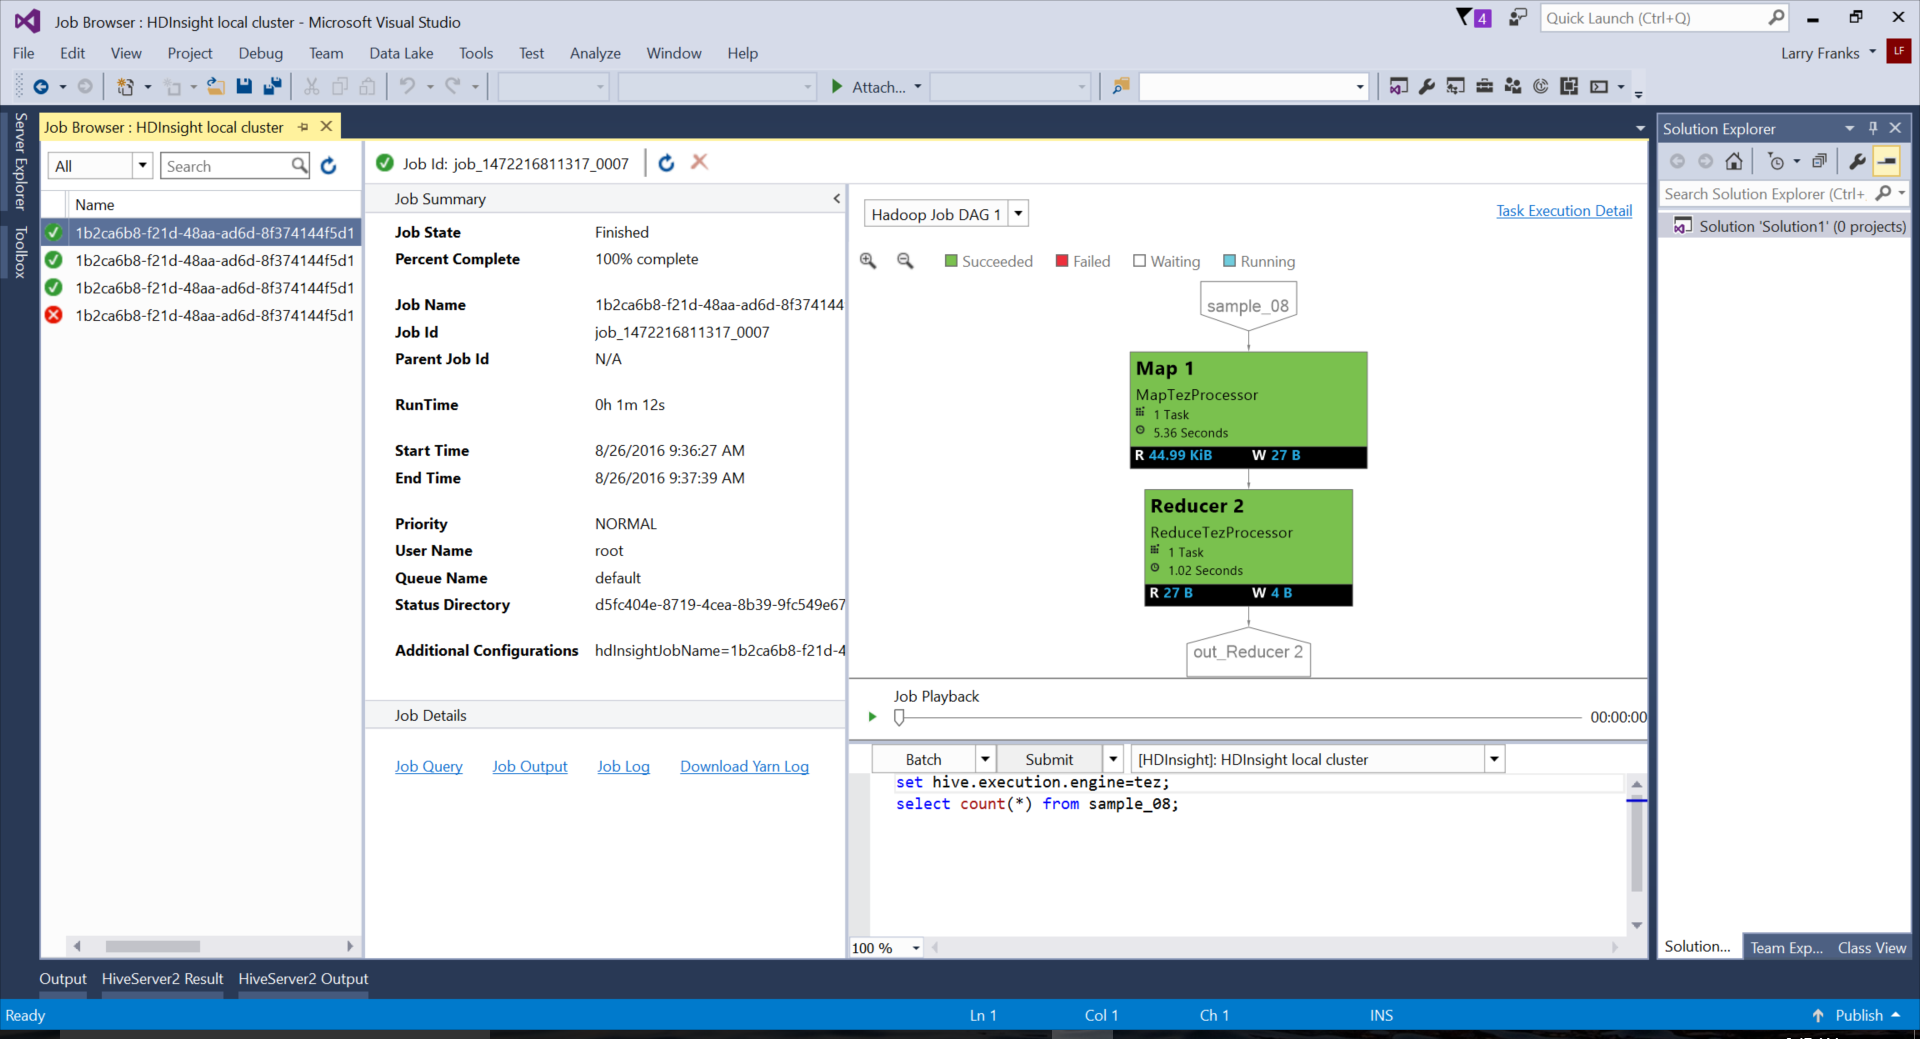 Job Browser : HDInsight local cluster - Microsoft Visual Studio
4
Quick Launch (Ctrl+Q)
File Edit View Project Debug Team Data Lake Tools Test Analyze Window Help
Larry Franks
LF
Attach...
Server Explorer
Toolbox
Job Browser : HDInsight local cluster
All
Search
Name
1b2ca6b8-f21d-48aa-ad6d-8f374144f5d1
1b2ca6b8-f21d-48aa-ad6d-8f374144f5d1
1b2ca6b8-f21d-48aa-ad6d-8f374144f5d1
1b2ca6b8-f21d-48aa-ad6d-8f374144f5d1
Job Id: job_1472216811317_0007
Job Summary
Job State Finished
Percent Complete 100% complete
Job Name 1b2ca6b8-f21d-48aa-ad6d-8f374144
Job Id job_1472216811317_0007
Parent Job Id N/A
RunTime 0h 1m 12s
Start Time 8/26/2016 9:36:27 AM
End Time 8/26/2016 9:37:39 AM
Priority NORMAL
User Name root
Queue Name default
Status Directory d5fc404e-8719-4cea-8b39-9fc549e67
Additional Configurations hdInsightJobName=1b2ca6b8-f21d-4
Job Details
Job Query Job Output Job Log Download Yarn Log
Hadoop Job DAG 1
Task Execution Detail
Succeeded Failed Waiting Running
sample_08
Map 1
MapTezProcessor
1 Task
5.36 Seconds
R 44.99 KiB W 27 B
Reducer 2
ReduceTezProcessor
1 Task
1.02 Seconds
R 27 B W 4 B
out_Reducer 2
Job Playback
00:00:00
Batch Submit [HDInsight]: HDInsight local cluster
set hive.execution.engine=tez;
select count(*) from sample_08;
100 %
Solution Explorer
Search Solution Explorer (Ctrl+
Solution 'Solution1' (0 projects)
Solution... Team Exp... Class View
Output HiveServer2 Result HiveServer2 Output
Ready Ln 1 Col 1 Ch 1 INS Publish